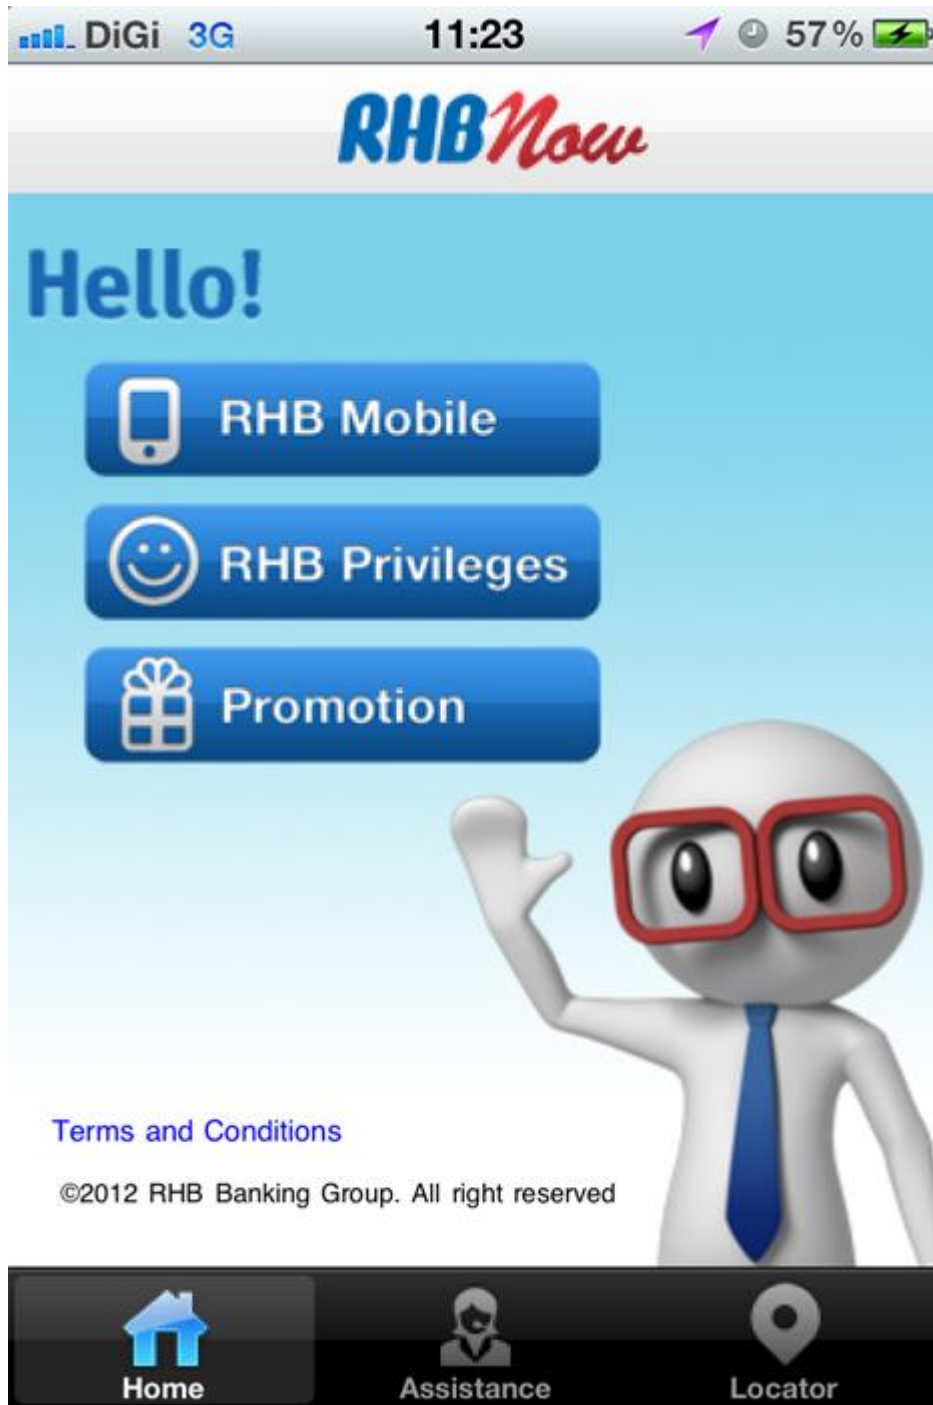 DiGi 3G 11:23 57%
RHBNow
Hello!
RHB Mobile
RHB Privileges
Promotion
Terms and Conditions
©2012 RHB Banking Group. All right reserved
Home Assistance Locator